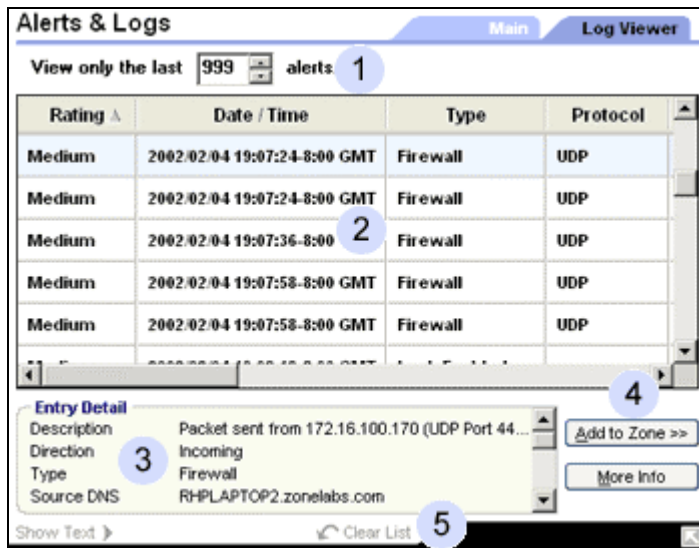 Alerts & Logs Main Log Viewer
View only the last 999 alerts 1
Rating Date / Time Type Protocol
Medium 2002/02/04 19:07:24-8:00 GMT Firewall UDP
Medium 2002/02/04 19:07:24-8:00 GMT Firewall UDP
Medium 2002/02/04 19:07:36-8:00 2 Firewall UDP
Medium 2002/02/04 19:07:58-8:00 GMT Firewall UDP
Medium 2002/02/04 19:07:58-8:00 GMT Firewall UDP
4
Entry Detail
Description Packet sent from 172.16.100.170 (UDP Port 44... Add to Zone >>
Direction Incoming
3
Type Firewall More Info
Source DNS RHPLAPTOP2.zonelabs.com
Show Text Clear List 5